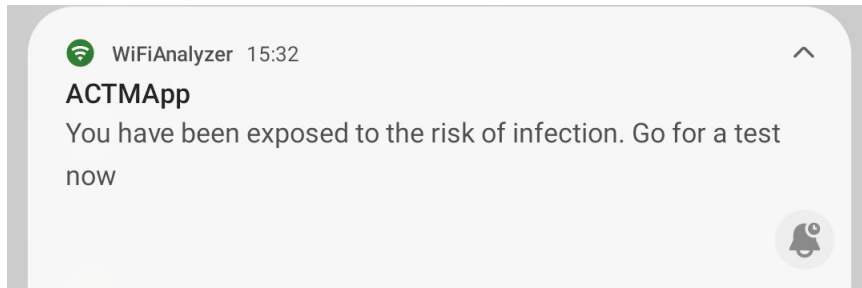 WiFiAnalyzer 15:32
ACTMApp
You have been exposed to the risk of infection. Go for a test
now